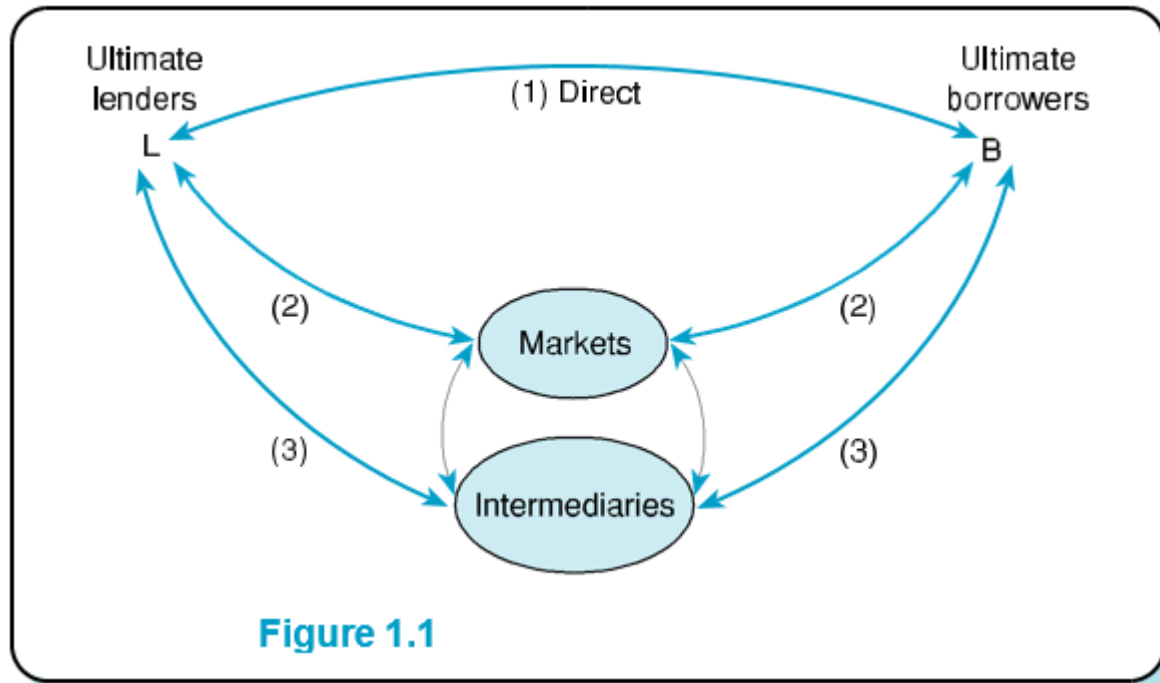 Ultimate
lenders
L
(1) Direct
Ultimate
borrowers
B
(2)
(2)
Markets
(3)
(3)
Intermediaries
Figure 1.1